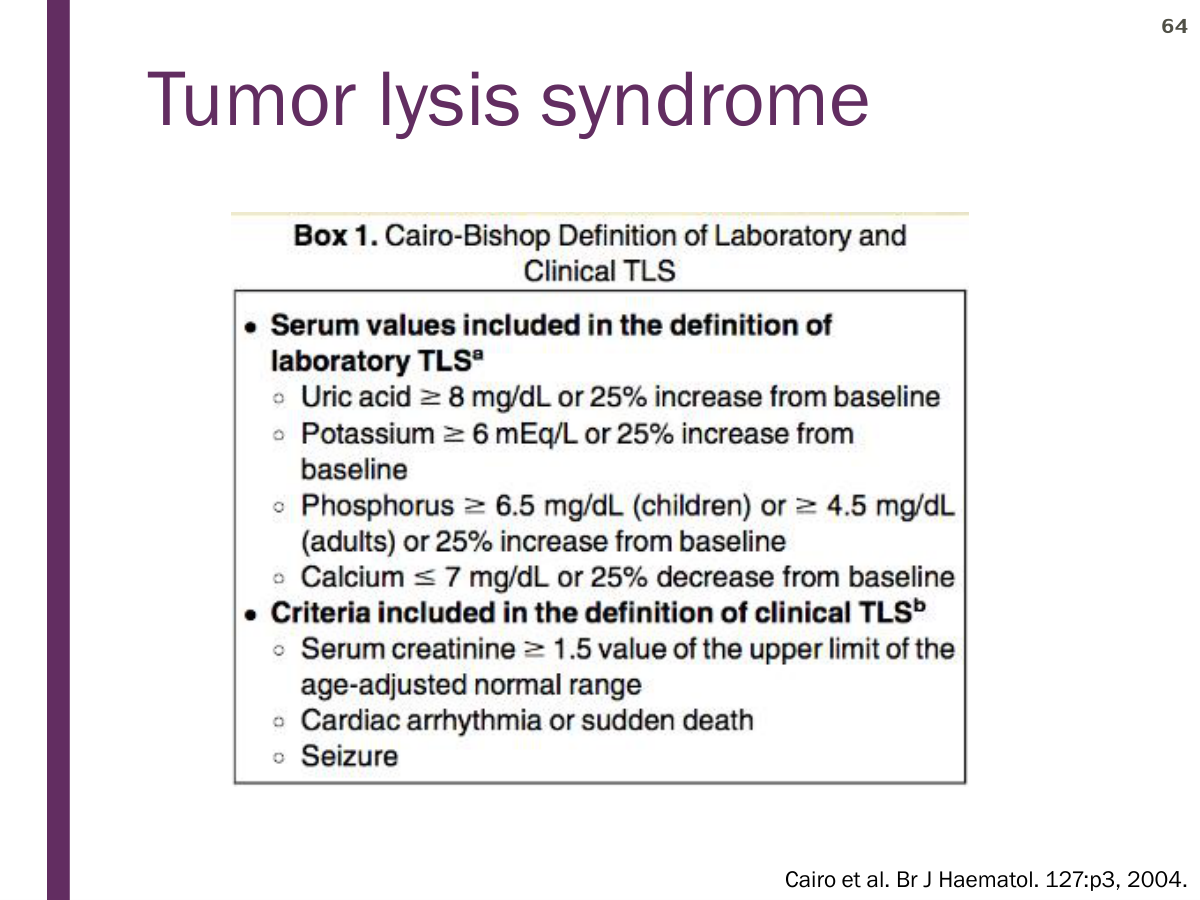 64
Tumor lysis syndrome
Box 1. Cairo-Bishop Definition of Laboratory and
Clinical TLS
● Serum values included in the definition of
laboratory TLSª
○ Uric acid ≥ 8 mg/dL or 25% increase from baseline
○ Potassium ≥ 6 mEq/L or 25% increase from
baseline
○ Phosphorus ≥ 6.5 mg/dL (children) or ≥ 4.5 mg/dL
(adults) or 25% increase from baseline
○ Calcium ≤ 7 mg/dL or 25% decrease from baseline
● Criteria included in the definition of clinical TLSᵇ
○ Serum creatinine ≥ 1.5 value of the upper limit of the
age-adjusted normal range
○ Cardiac arrhythmia or sudden death
○ Seizure
Cairo et al. Br J Haematol. 127:p3, 2004.